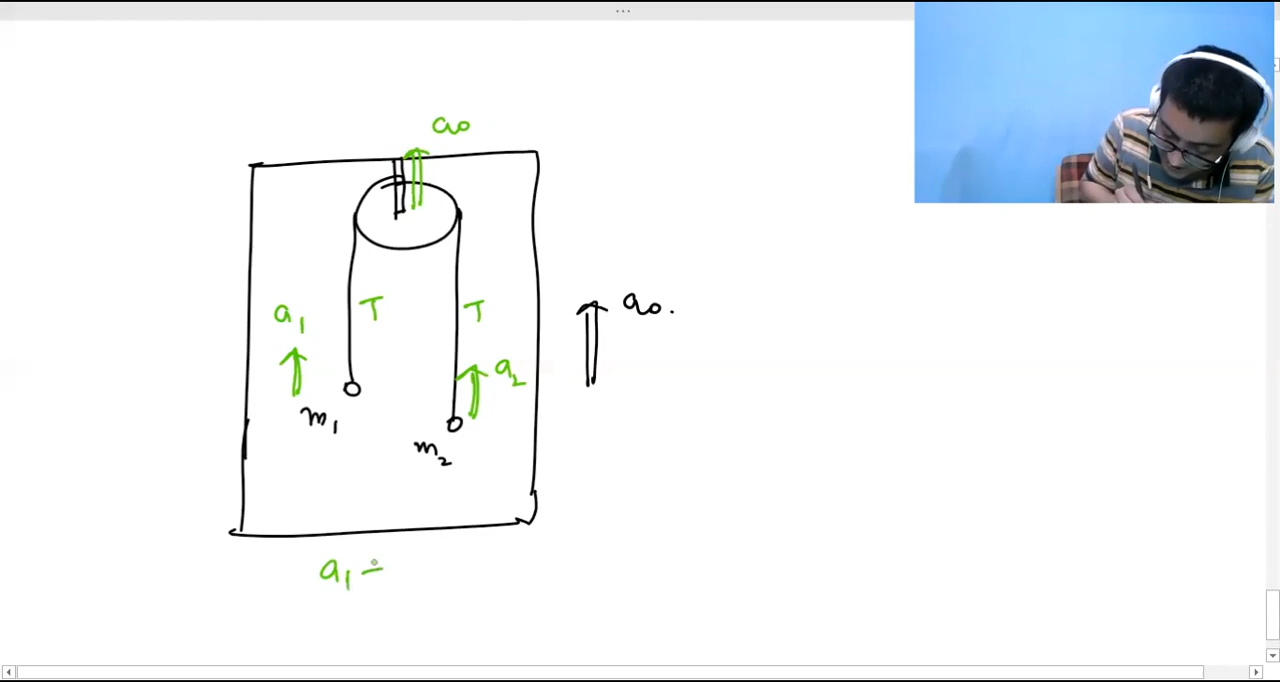 a₀
a₁ T T a₀.
a₂
m₁
m₂
a₁ =